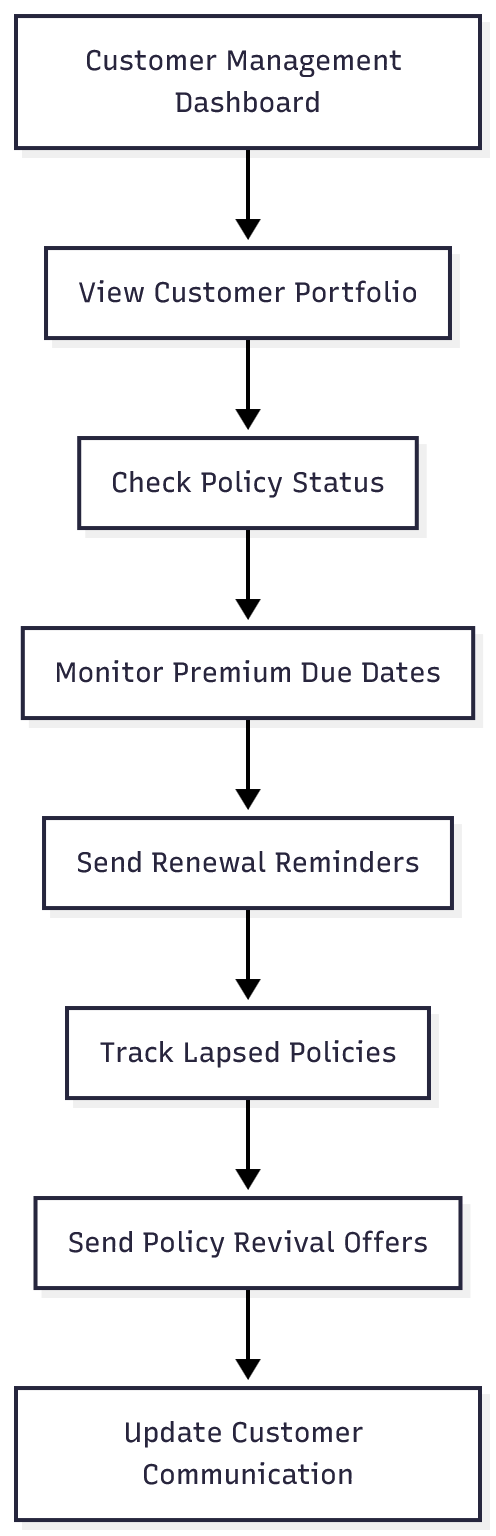 Customer Management
Dashboard
View Customer Portfolio
Check Policy Status
Monitor Premium Due Dates
Send Renewal Reminders
Track Lapsed Policies
Send Policy Revival Offers
Update Customer
Communication